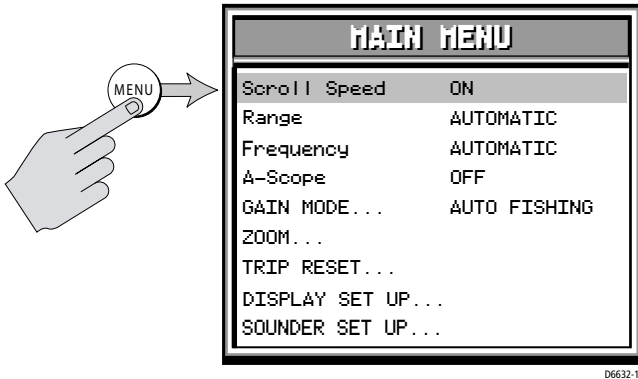 MAIN MENU
MENU
Scroll Speed ON
Range AUTOMATIC
Frequency AUTOMATIC
A-Scope OFF
GAIN MODE... AUTO FISHING
ZOOM...
TRIP RESET...
DISPLAY SET UP...
SOUNDER SET UP...
D6632-1